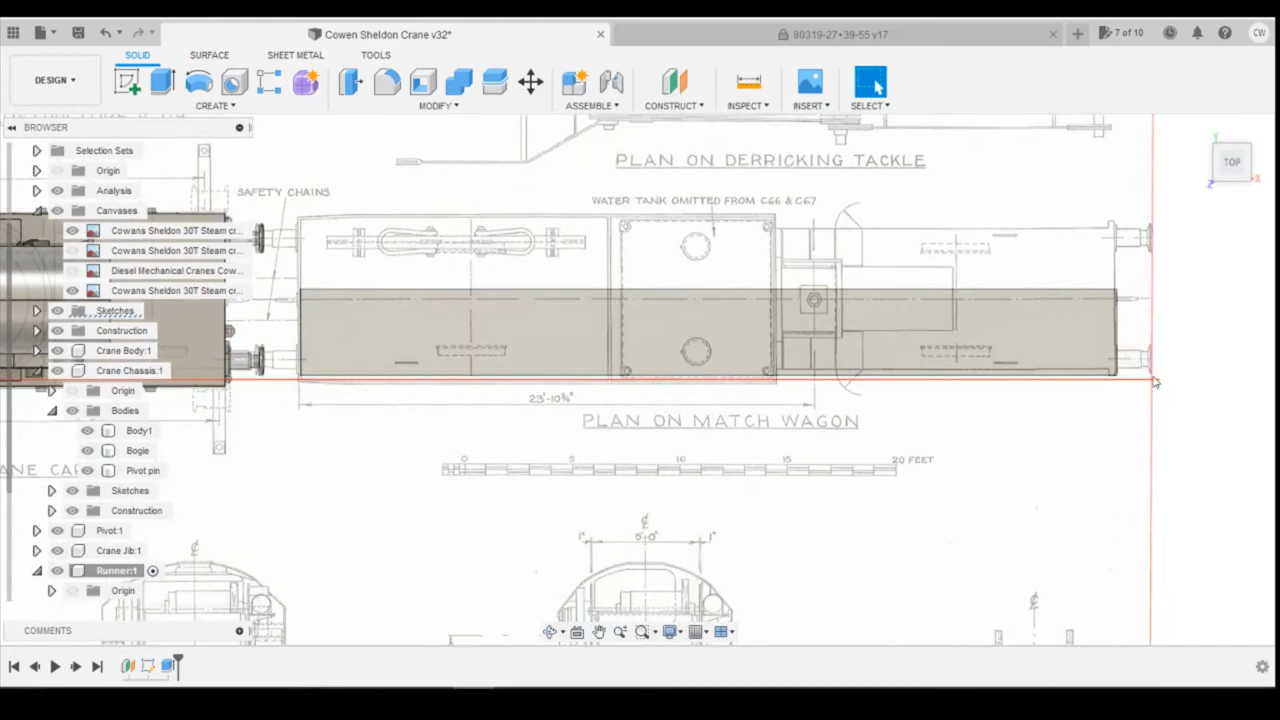 Cowen Sheldon Crane v32*
80319-27+39-55 v17
7 of 10
CW
DESIGN
SOLID
SURFACE
SHEET METAL
TOOLS
CREATE
MODIFY
ASSEMBLE
CONSTRUCT
INSPECT
INSERT
SELECT
BROWSER
Selection Sets
Origin
Analysis
Canvases
Cowans Sheldon 30T Steam cr...
Cowans Sheldon 30T Steam cr...
Diesel Mechanical Cranes Cow...
Cowans Sheldon 30T Steam cr...
Sketches
Construction
Crane Body:1
Crane Chassis:1
Origin
Bodies
Body1
Bogie
Pivot pin
Sketches
Construction
Pivot:1
Crane Jib:1
Runner:1
Origin
COMMENTS
PLAN ON DERRICKING TACKLE
SAFETY CHAINS
WATER TANK OMITTED FROM C66 & C67
23'-10¾"
PLAN ON MATCH WAGON
0 5 10 15 20 FEET
1" 6'-0" 1"
TOP
Y
Z
X